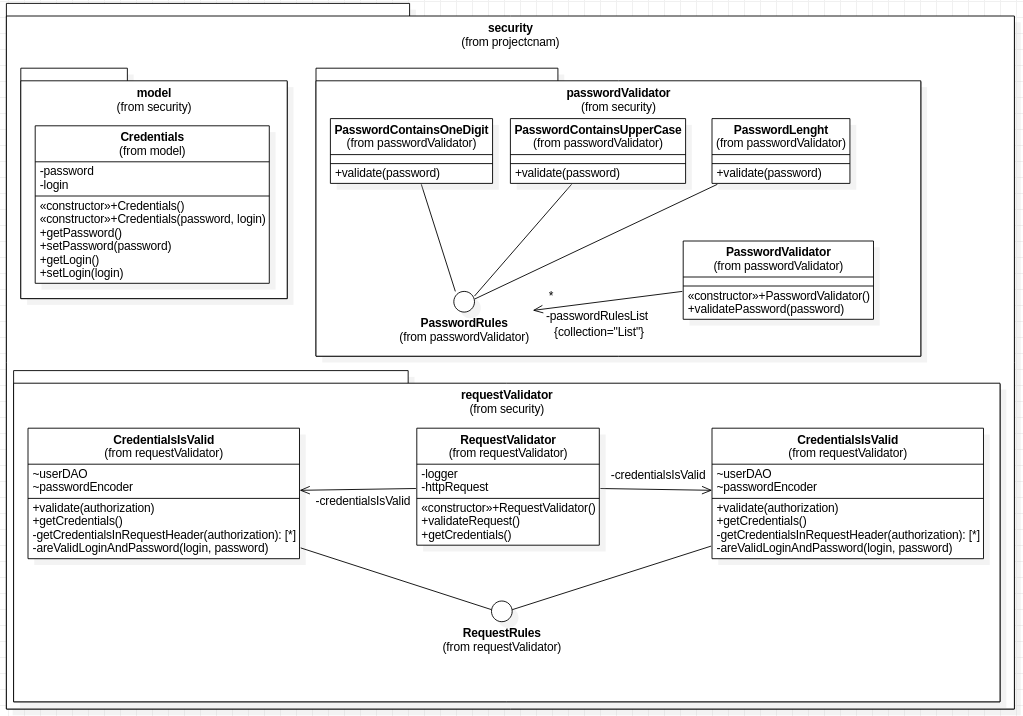 security
(from projectcnam)
model
(from security)
Credentials
(from model)
-password
-login
«constructor»+Credentials()
«constructor»+Credentials(password, login)
+getPassword()
+setPassword(password)
+getLogin()
+setLogin(login)
passwordValidator
(from security)
PasswordContainsOneDigit
(from passwordValidator)
+validate(password)
PasswordContainsUpperCase
(from passwordValidator)
+validate(password)
PasswordLenght
(from passwordValidator)
+validate(password)
PasswordValidator
(from passwordValidator)
«constructor»+PasswordValidator()
+validatePassword(password)
*
-passwordRulesList
{collection="List"}
PasswordRules
(from passwordValidator)
requestValidator
(from security)
CredentialsIsValid
(from requestValidator)
~userDAO
~passwordEncoder
+validate(authorization)
+getCredentials()
-getCredentialsInRequestHeader(authorization): [*]
-areValidLoginAndPassword(login, password)
-credentialsIsValid
RequestValidator
(from requestValidator)
-logger
-httpRequest
«constructor»+RequestValidator()
+validateRequest()
+getCredentials()
-credentialsIsValid
CredentialsIsValid
(from requestValidator)
~userDAO
~passwordEncoder
+validate(authorization)
+getCredentials()
-getCredentialsInRequestHeader(authorization): [*]
-areValidLoginAndPassword(login, password)
RequestRules
(from requestValidator)